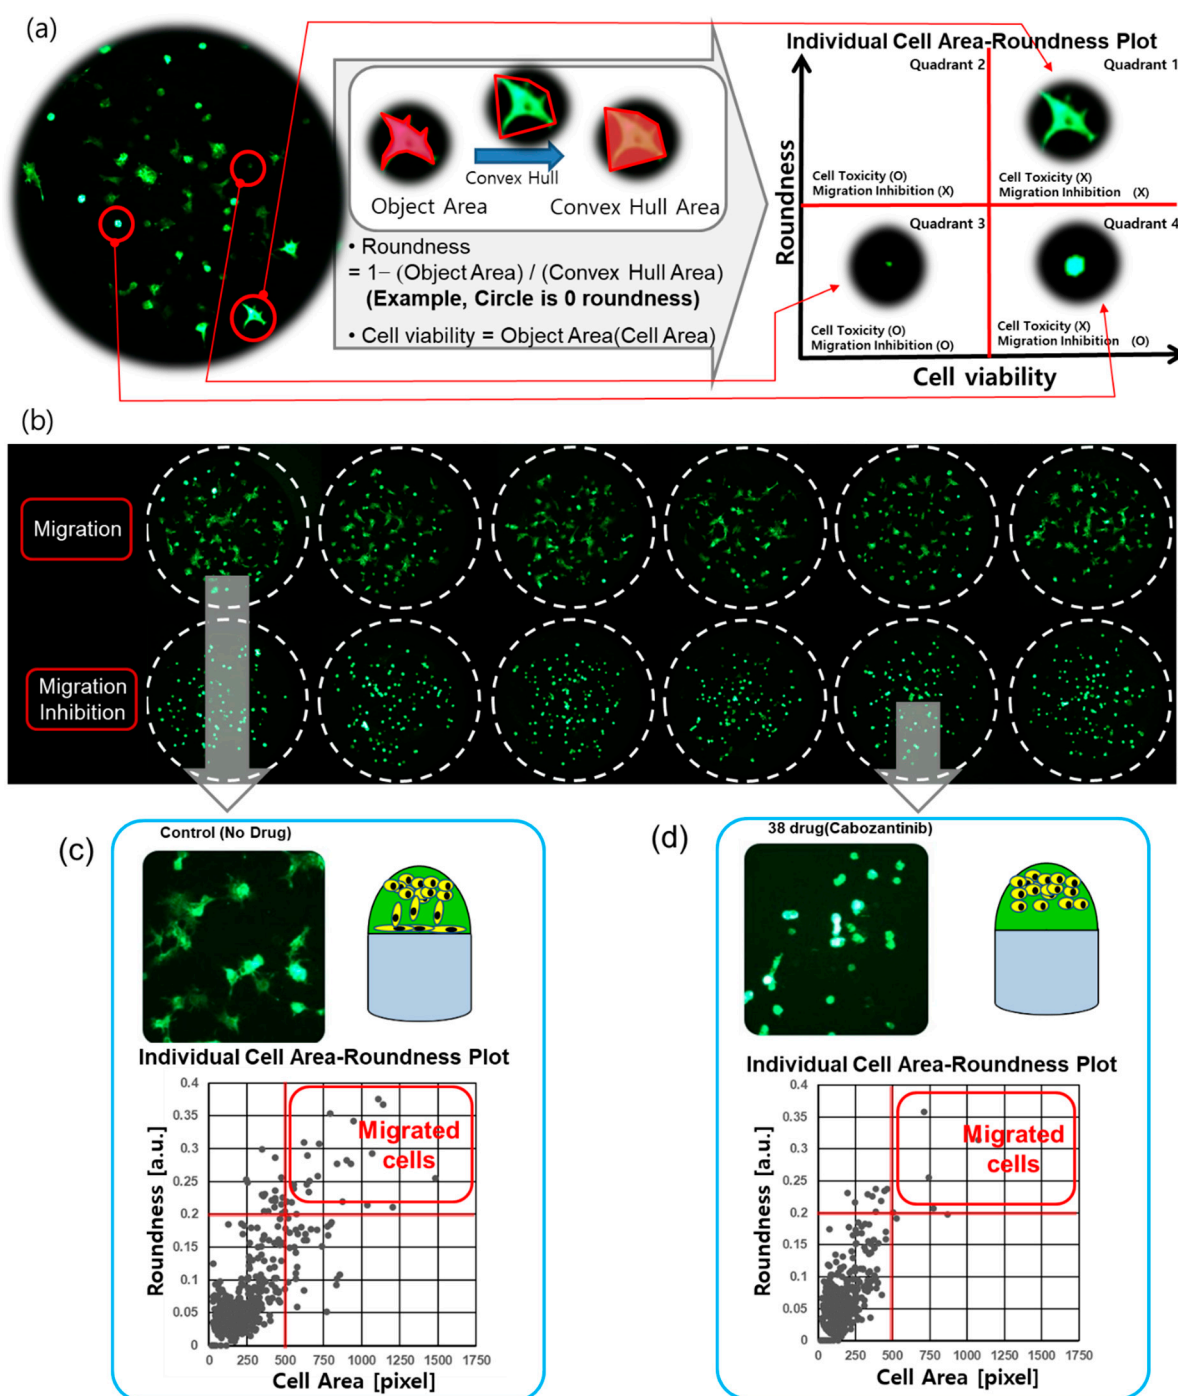 (a)
Object Area
Convex Hull
Convex Hull Area
• Roundness
= 1– (Object Area) / (Convex Hull Area)
(Example, Circle is 0 roundness)
• Cell viability = Object Area(Cell Area)
Individual Cell Area-Roundness Plot
Quadrant 2
Quadrant 1
Roundness
Cell Toxicity (O)
Migration Inhibition (X)
Cell Toxicity (X)
Migration Inhibition (X)
Quadrant 3
Quadrant 4
Cell Toxicity (O)
Migration Inhibition (O)
Cell Toxicity (X)
Migration Inhibition (O)
Cell viability
(b)
Migration
Migration
Inhibition
(c)
Control (No Drug)
Individual Cell Area-Roundness Plot
Roundness [a.u.]
0.4
0.35
0.3
0.25
0.2
0.15
0.1
0.05
0
Migrated
cells
0 250 500 750 1000 1250 1500 1750
Cell Area [pixel]
(d)
38 drug(Cabozantinib)
Individual Cell Area-Roundness Plot
Roundness [a.u.]
0.4
0.35
0.3
0.25
0.2
0.15
0.1
0.05
0
Migrated
cells
0 250 500 750 1000 1250 1500 1750
Cell Area [pixel]